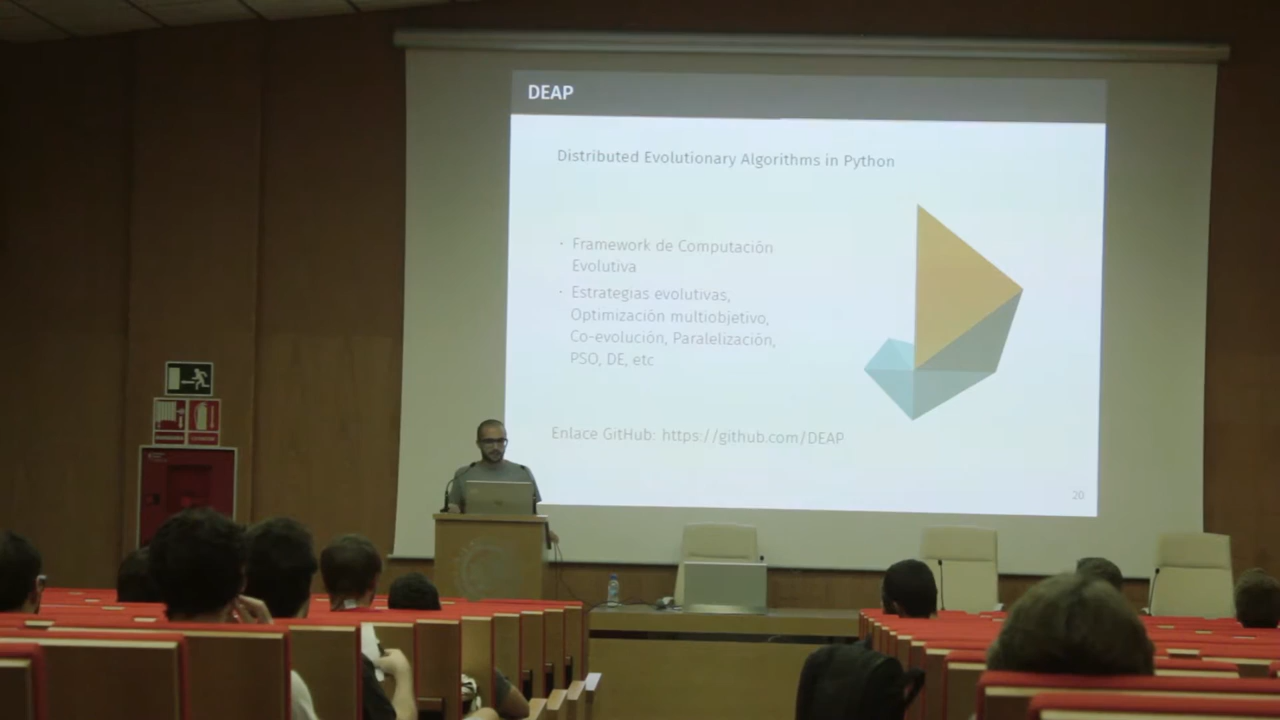 DEAP
Distributed Evolutionary Algorithms in Python
· Framework de Computación
Evolutiva
· Estrategias evolutivas,
Optimización multiobjetivo,
Co-evolución, Paralelización,
PSO, DE, etc
Enlace GitHub: https://github.com/DEAP
20